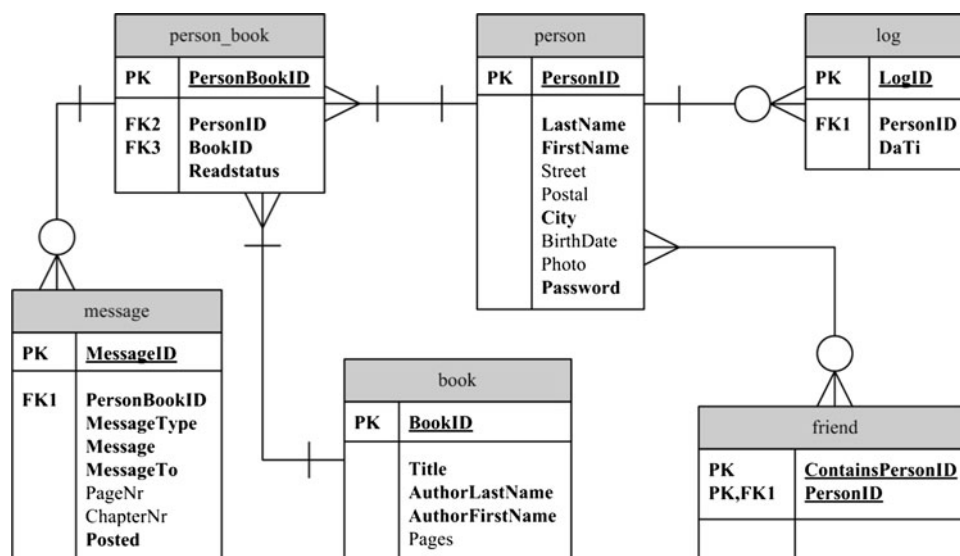 person_book
PK PersonBookID
FK2 PersonID
FK3 BookID
Readstatus
person
PK PersonID
LastName
FirstName
Street
Postal
City
BirthDate
Photo
Password
log
PK LogID
FK1 PersonID
DaTi
message
PK MessageID
FK1 PersonBookID
MessageType
Message
MessageTo
PageNr
ChapterNr
Posted
book
PK BookID
Title
AuthorLastName
AuthorFirstName
Pages
friend
PK ContainsPersonID
PK,FK1 PersonID